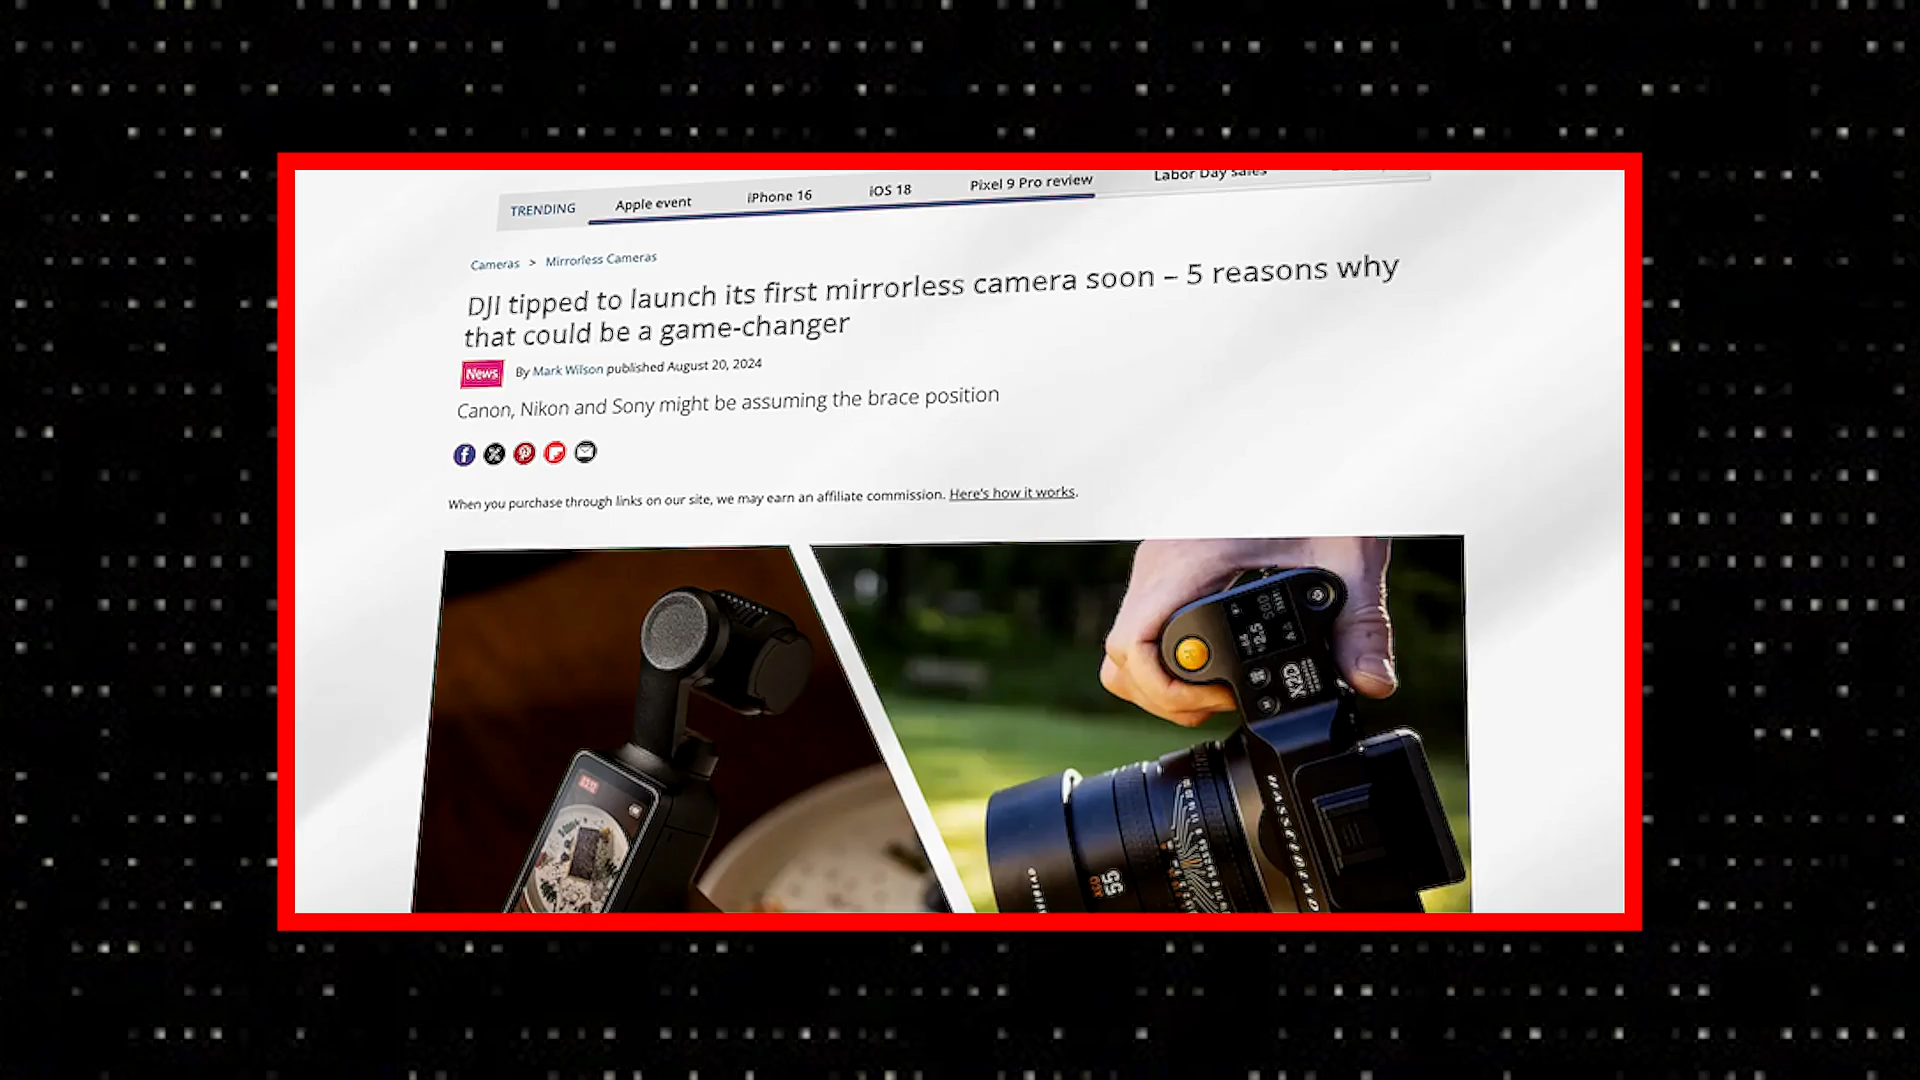 TRENDING Apple event iPhone 16 iOS 18 Pixel 9 Pro review Labor Day sales
Cameras > Mirrorless Cameras
DJI tipped to launch its first mirrorless camera soon – 5 reasons why
that could be a game-changer
News By Mark Wilson published August 20, 2024
Canon, Nikon and Sony might be assuming the brace position
When you purchase through links on our site, we may earn an affiliate commission. Here's how it works.
X2D
HASSELBLAD
55